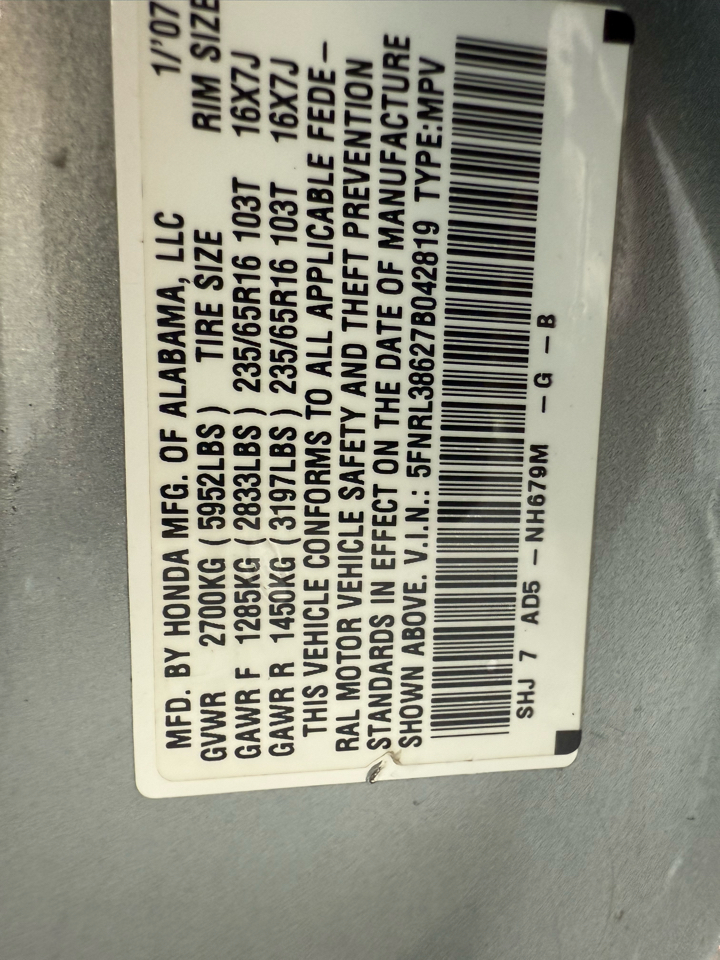 MFD. BY HONDA MFG. OF ALABAMA, LLC 1/'07
GVWR 2700KG ( 5952LBS ) TIRE SIZE RIM SIZE
GAWR F 1285KG ( 2833LBS ) 235/65R16 103T 16X7J
GAWR R 1450KG ( 3197LBS ) 235/65R16 103T 16X7J
THIS VEHICLE CONFORMS TO ALL APPLICABLE FEDE-
RAL MOTOR VEHICLE SAFETY AND THEFT PREVENTION
STANDARDS IN EFFECT ON THE DATE OF MANUFACTURE
SHOWN ABOVE. V.I.N.: 5FNRL38627B042819 TYPE:MPV
SHJ 7 AD5 -NH679M -G -B